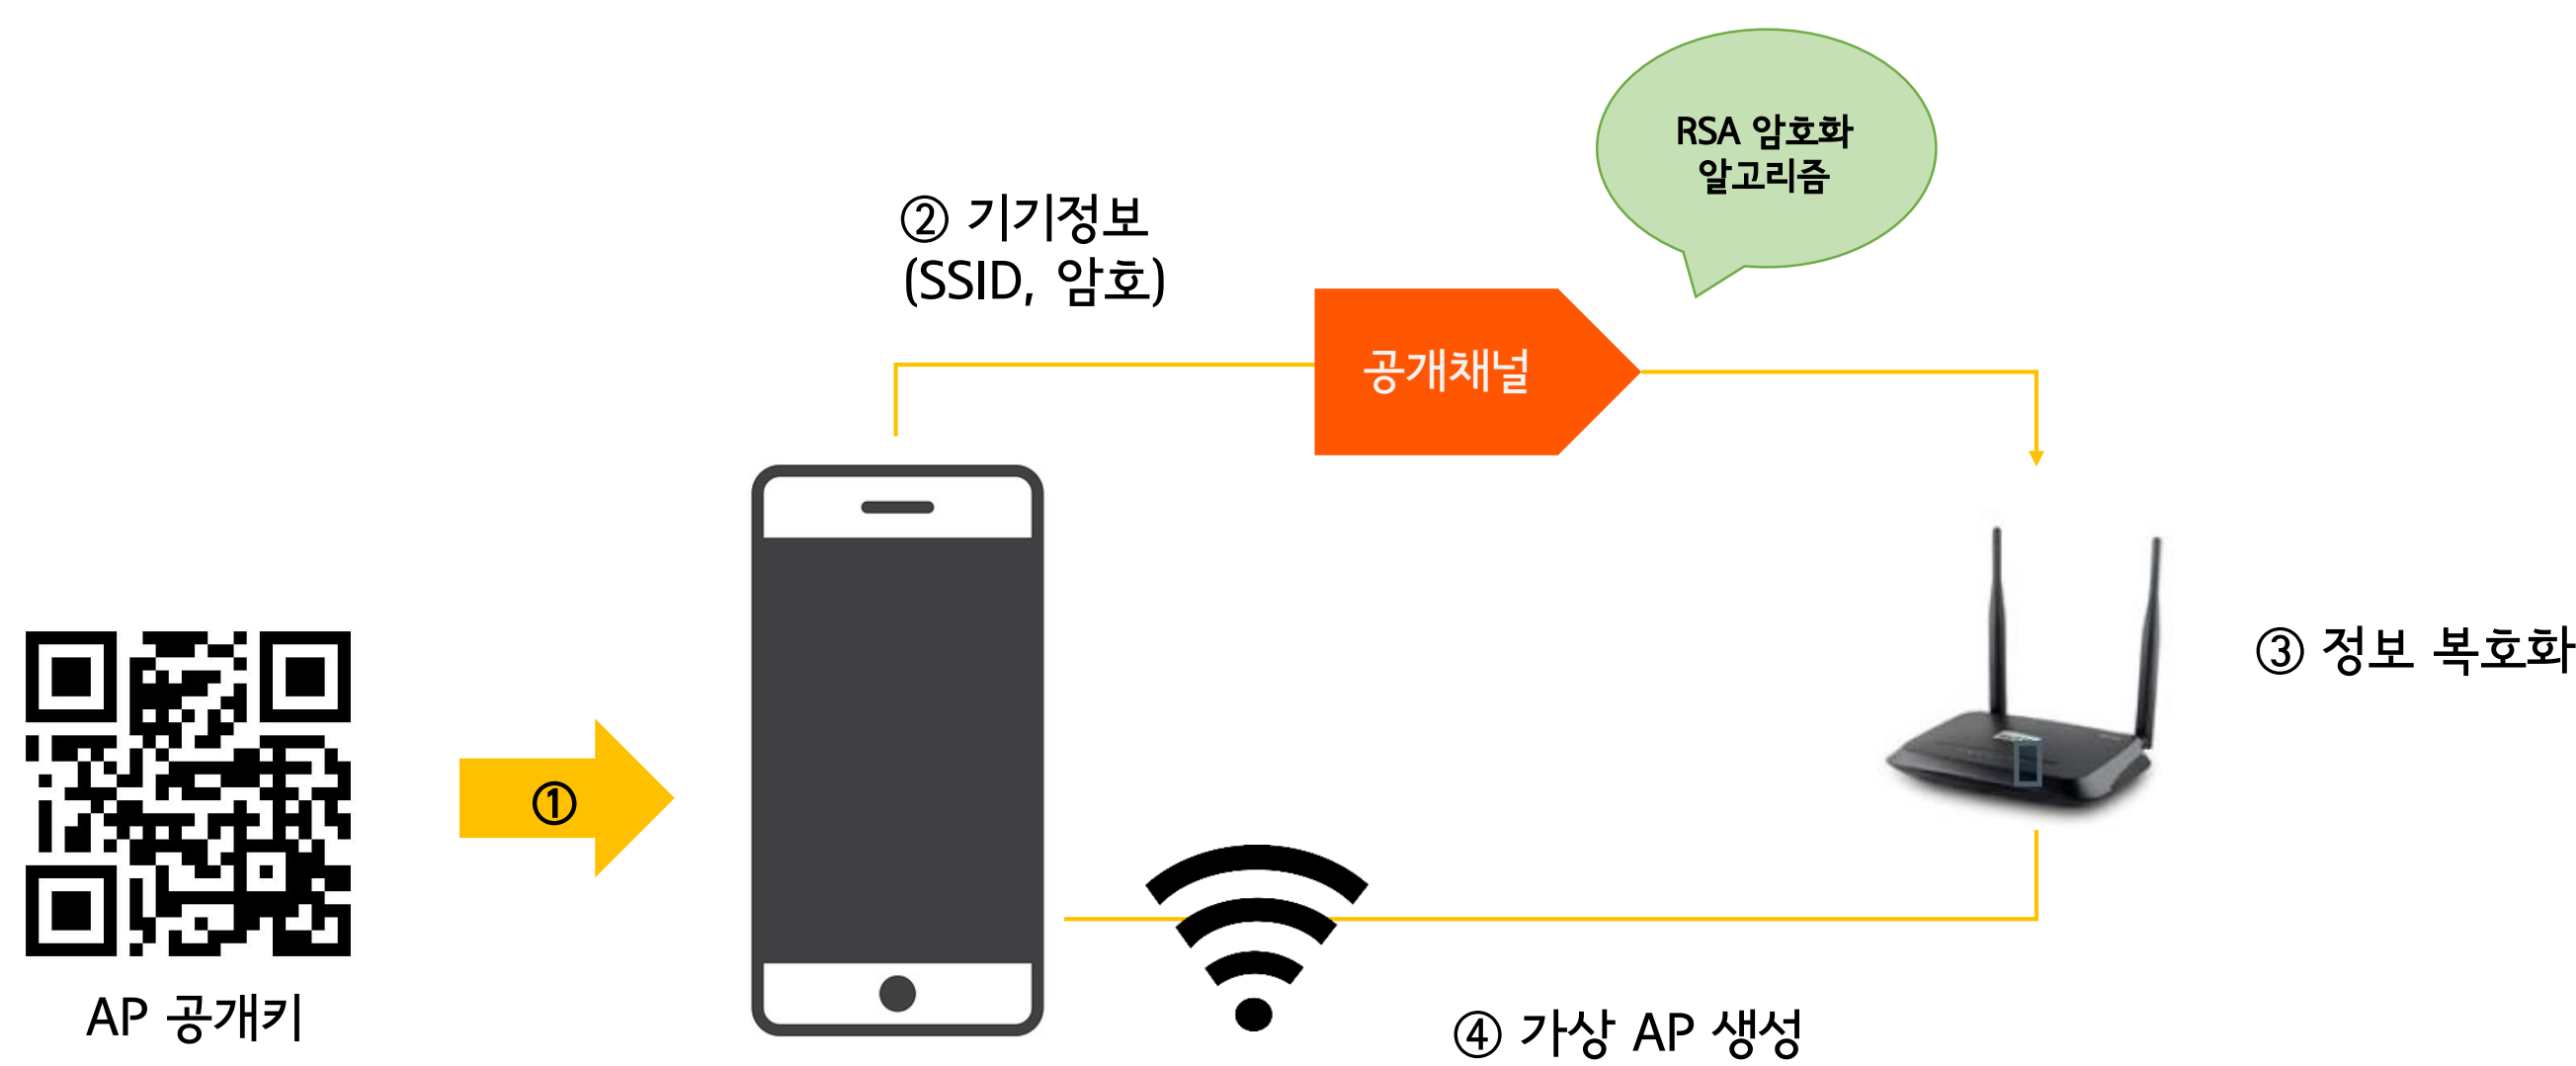 RSA 암호화
알고리즘
② 기기정보
(SSID, 암호)
공개채널
③ 정보 복호화
①
AP 공개키
④ 가상 AP 생성